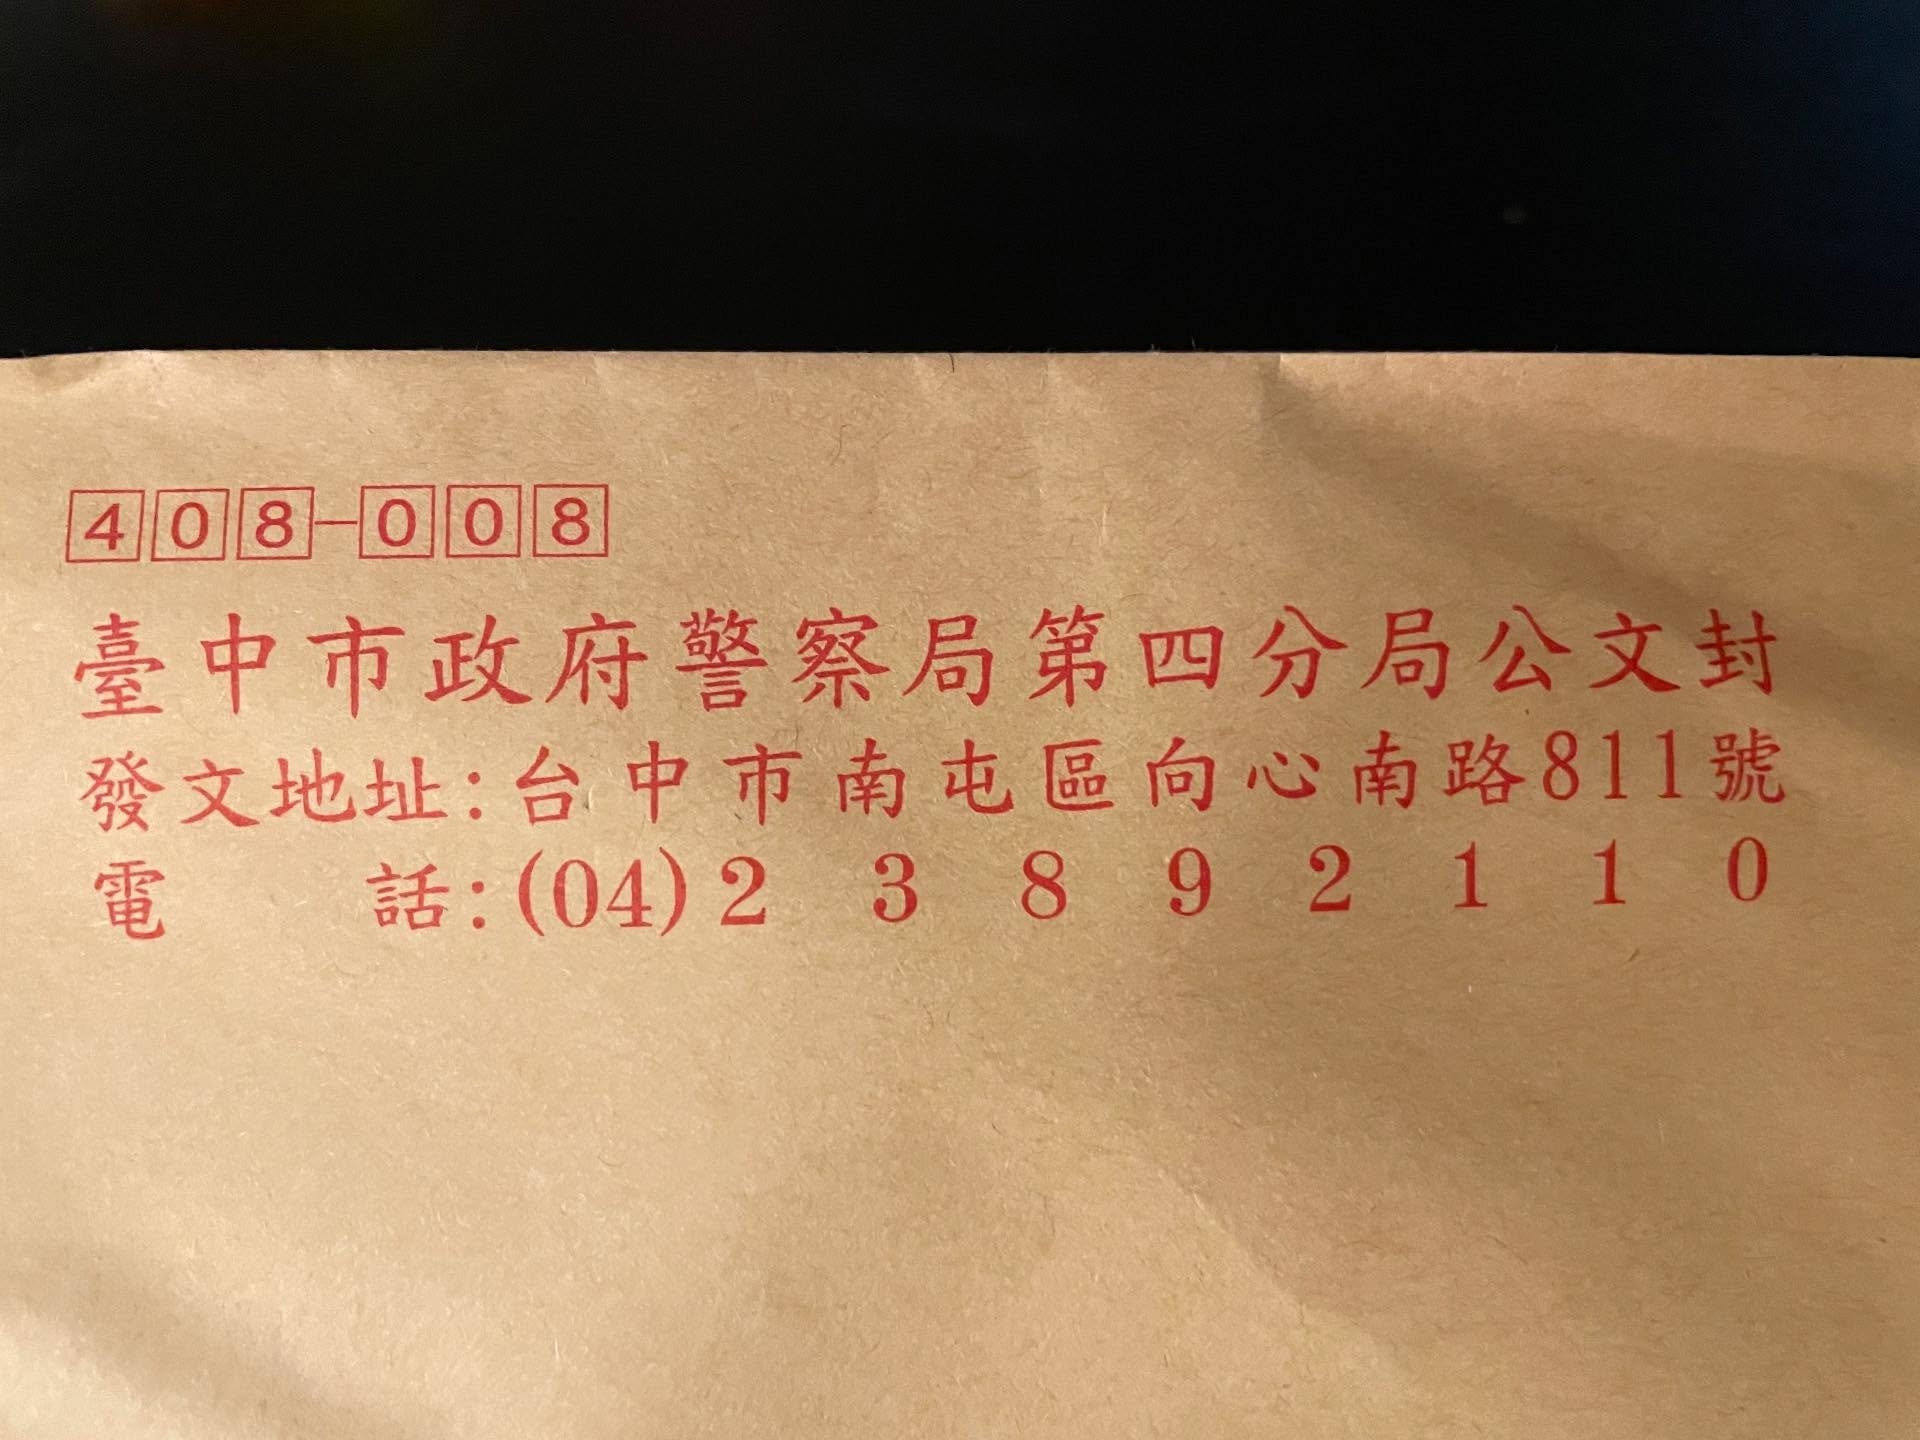 408-008
臺中市政府警察局第四分局公文封
發文地址:台中市南屯區向心南路811號
電話:(04)23892110